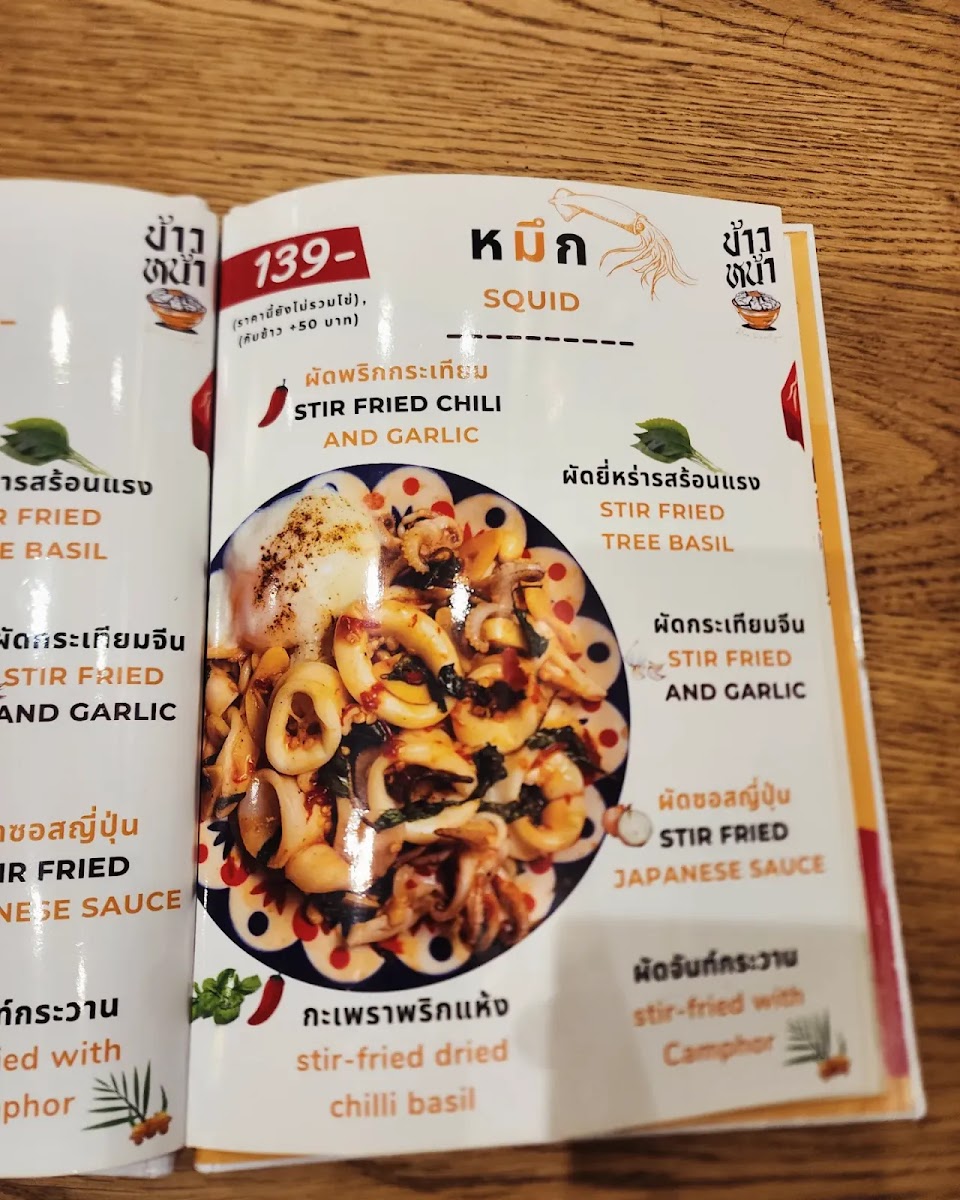 ารสร้อนแรง
R FRIED
E BASIL
ผัดกระเทียมจีน
STIR FRIED
AND GARLIC
ซอสญี่ปุ่น
IR FRIED
NESE SAUCE
ท์กระวาน
ied with
phor
ข้าว
หน้า
139-
(ราคานี้ยังไม่รวมไข่),
(กับข้าว +50 บาท)
หมึก
SQUID
ข้าว
หน้า
ผัดพริกกระเทียม
STIR FRIED CHILI
AND GARLIC
ผัดยี่หร่ารสร้อนแรง
STIR FRIED
TREE BASIL
ผัดกระเทียมจีน
STIR FRIED
AND GARLIC
ผัดซอสญี่ปุ่น
STIR FRIED
JAPANESE SAUCE
กะเพราพริกแห้ง
stir-fried dried
chilli basil
ผัดจันท์กระวาน
stir-fried with
Camphor